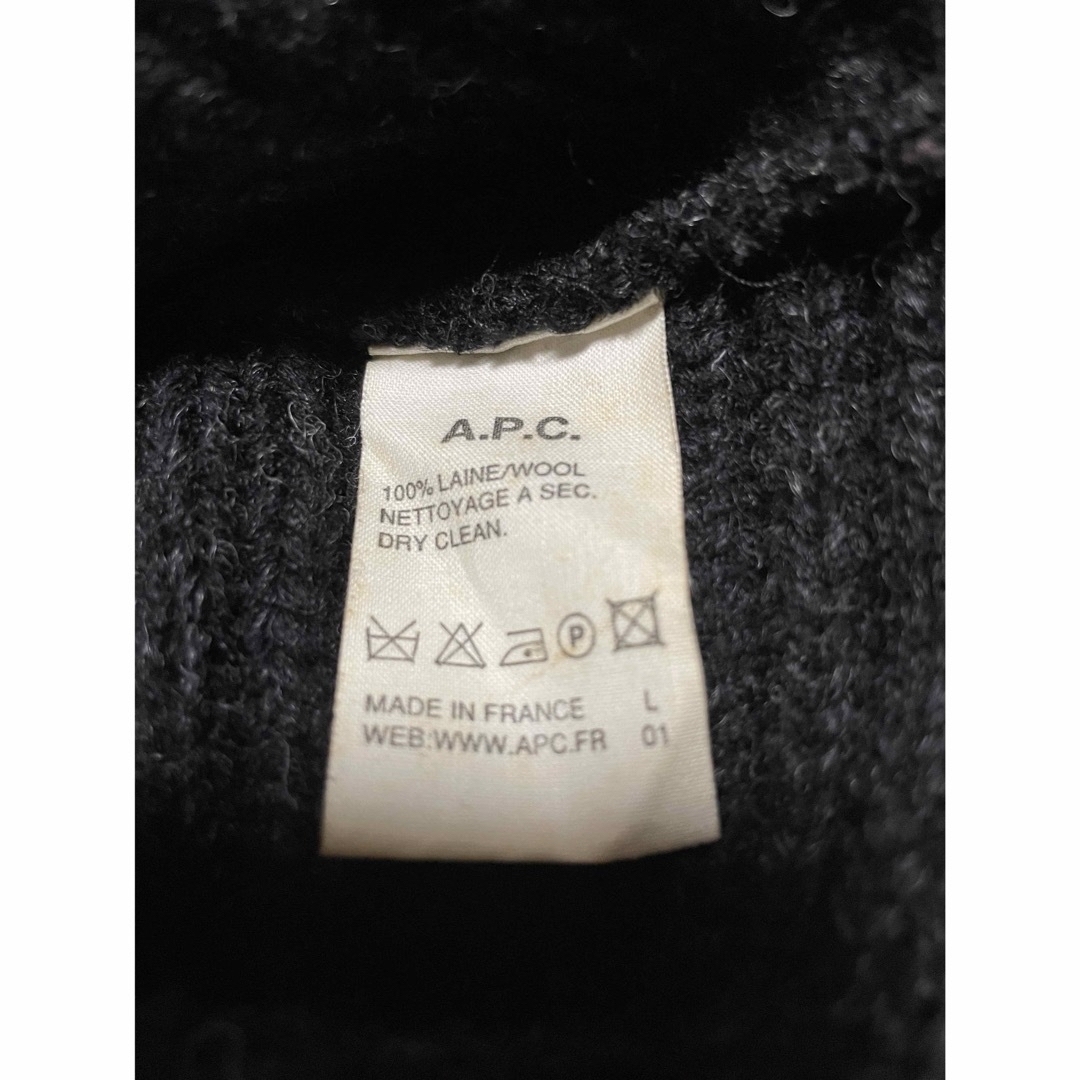 A.P.C.
100% LAINE/WOOL
NETTOYAGE A SEC.
DRY CLEAN.
P
MADE IN FRANCE L
WEB:WWW.APC.FR 01